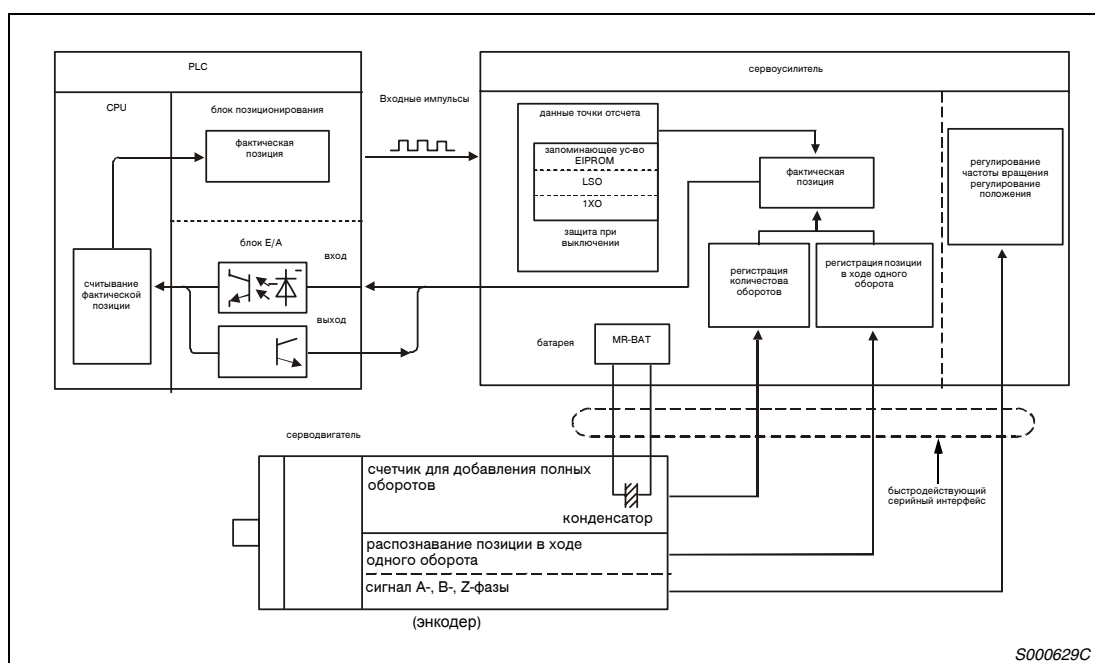 PLC
CPU
блок позиционирования
фактическая
позиция
блок E/A
вход
считывание
фактической
позиции
выход
Входные импульсы
сервоусилитель
данные точки отсчета
запоминающее ус-во
EIPROM
LSO
1XO
защита при
выключении
фактическая
позиция
регулирование
частоты вращения
регулирование
положения
регистрация
количестова
оборотов
регистрация позиции
в ходе одного
оборота
батарея
MR-BAT
серводвигатель
счетчик для добавления полных
оборотов
конденсатор
распознавание позиции в ходе
одного оборота
сигнал A-, B-, Z-фазы
(энкодер)
быстродействующий
серийный интерфейс
S000629C